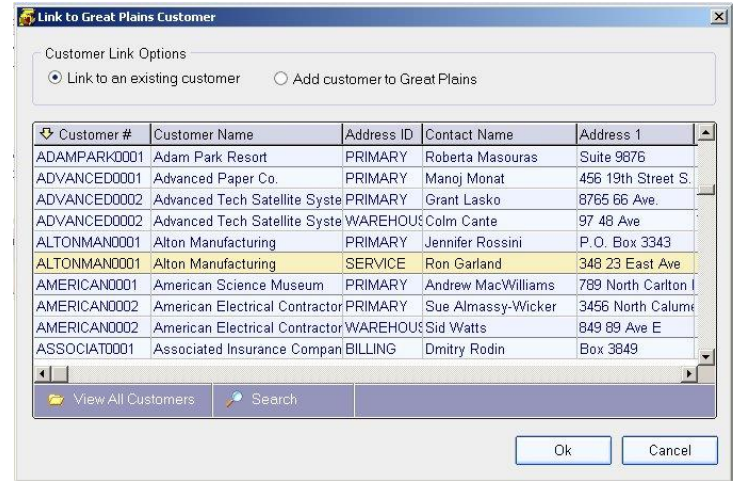 Link to Great Plains Customer
Customer Link Options
Link to an existing customer Add customer to Great Plains
Customer # Customer Name Address ID Contact Name Address 1
ADAMPARK0001 Adam Park Resort PRIMARY Roberta Masouras Suite 9876
ADVANCED0001 Advanced Paper Co. PRIMARY Manoj Monat 456 19th Street S.
ADVANCED0002 Advanced Tech Satellite Syste PRIMARY Grant Lasko 8765 66 Ave.
ADVANCED0002 Advanced Tech Satellite Syste WAREHOUS Colm Cante 97 48 Ave
ALTONMAN0001 Alton Manufacturing PRIMARY Jennifer Rossini P.O. Box 3343
ALTONMAN0001 Alton Manufacturing SERVICE Ron Garland 348 23 East Ave
AMERICAN0001 American Science Museum PRIMARY Andrew MacWilliams 789 North Carlton
AMERICAN0002 American Electrical Contractor PRIMARY Sue Almassy-Wicker 3456 North Calume
AMERICAN0002 American Electrical Contractor WAREHOUS Sid Watts 849 89 Ave E
ASSOCIAT0001 Associated Insurance Compan BILLING Dmitry Rodin Box 3849
View All Customers Search
Ok Cancel